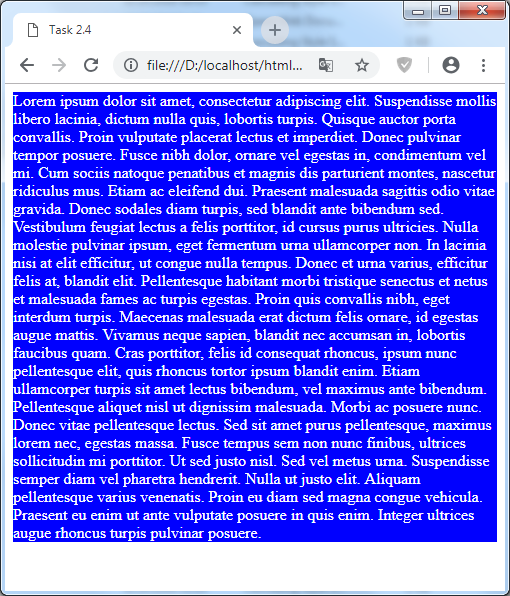 Task 2.4
file:///D:/localhost/html...
Lorem ipsum dolor sit amet, consectetur adipiscing elit. Suspendisse mollis
libero lacinia, dictum nulla quis, lobortis turpis. Quisque auctor porta
convallis. Proin vulputate placerat lectus et imperdiet. Donec pulvinar
tempor posuere. Fusce nibh dolor, ornare vel egestas in, condimentum vel
mi. Cum sociis natoque penatibus et magnis dis parturient montes, nascetur
ridiculus mus. Etiam ac eleifend dui. Praesent malesuada sagittis odio vitae
gravida. Donec sodales diam turpis, sed blandit ante bibendum sed.
Vestibulum feugiat lectus a felis porttitor, id cursus purus ultricies. Nulla
molestie pulvinar ipsum, eget fermentum urna ullamcorper non. In lacinia
nisi at elit efficitur, ut congue nulla tempus. Donec et urna varius, efficitur
felis at, blandit elit. Pellentesque habitant morbi tristique senectus et netus
et malesuada fames ac turpis egestas. Proin quis convallis nibh, eget
interdum turpis. Maecenas malesuada erat dictum felis ornare, id egestas
augue mattis. Vivamus neque sapien, blandit nec accumsan in, lobortis
faucibus quam. Cras porttitor, felis id consequat rhoncus, ipsum nunc
pellentesque elit, quis rhoncus tortor ipsum blandit enim. Etiam
ullamcorper turpis sit amet lectus bibendum, vel maximus ante bibendum.
Pellentesque aliquet nisl ut dignissim malesuada. Morbi ac posuere nunc.
Donec vitae pellentesque lectus. Sed sit amet purus pellentesque, maximus
lorem nec, egestas massa. Fusce tempus sem non nunc finibus, ultrices
sollicitudin mi porttitor. Ut sed justo nisl. Sed vel metus urna. Suspendisse
semper diam vel pharetra hendrerit. Nulla ut justo elit. Aliquam
pellentesque varius venenatis. Proin eu diam sed magna congue vehicula.
Praesent eu enim ut ante vulputate posuere in quis enim. Integer ultrices
augue rhoncus turpis pulvinar posuere.